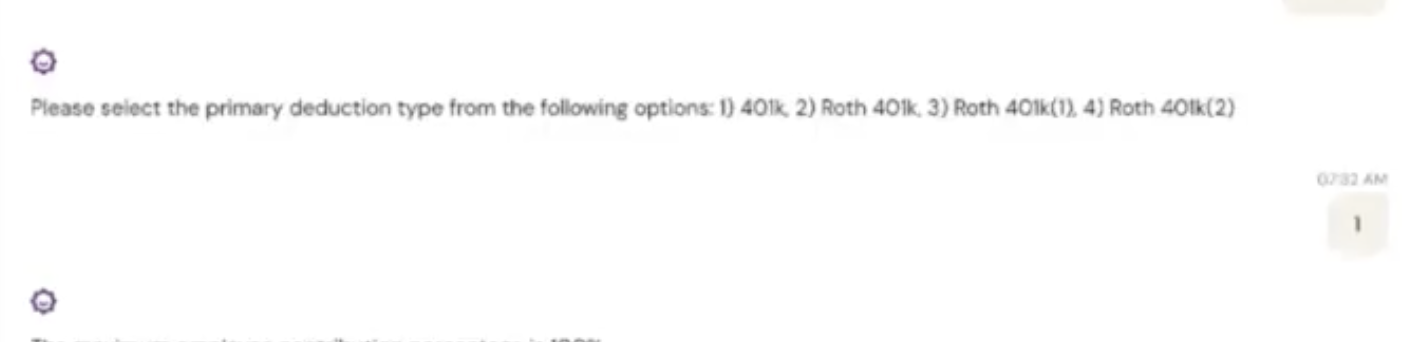 Please select the primary deduction type from the following options: 1) 401k, 2) Roth 401k, 3) Roth 401k(1), 4) Roth 401k(2)
07:32 AM
1